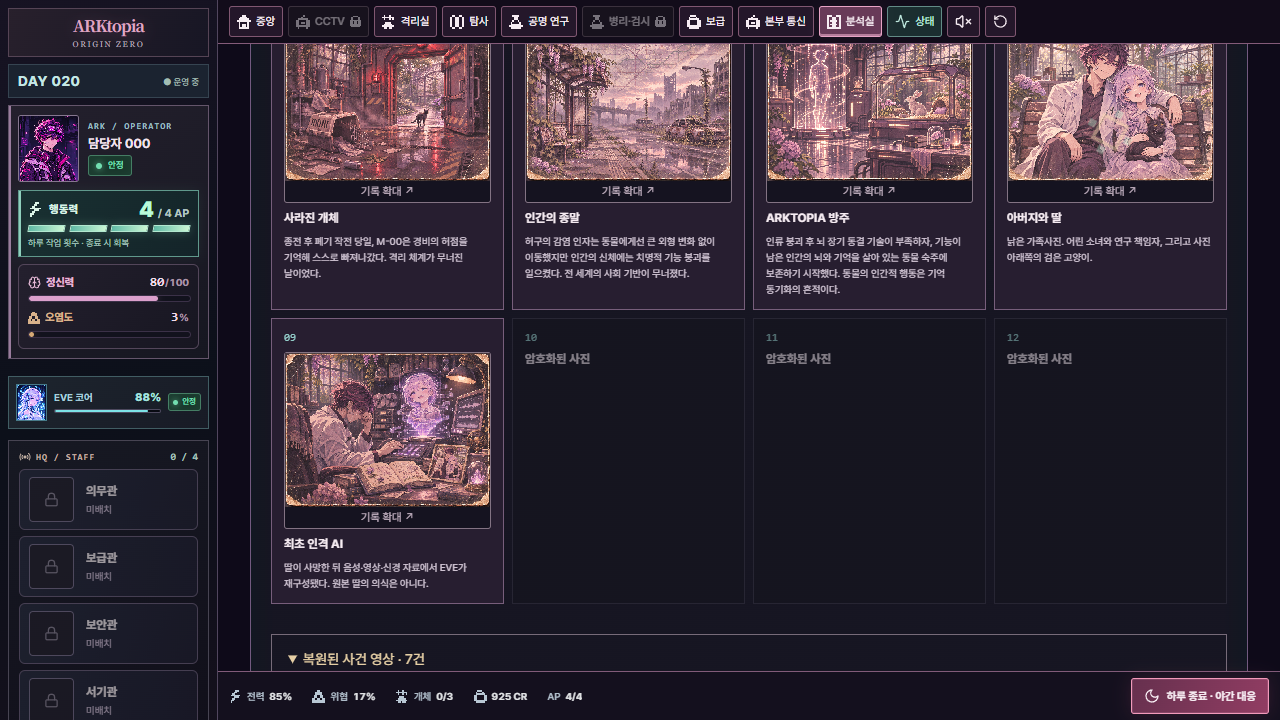 ARKtopia
ORIGIN ZERO
DAY 020
운영 중
ARK / OPERATOR
담당자 000
안정
행동력
4 / 4 AP
하루 작업 횟수 · 종료 시 회복
정신력
80/100
오염도
3%
EVE 코어
88%
안정
HQ / STAFF
0 / 4
의무관
미배치
보급관
미배치
보안관
미배치
서기관
미배치
중앙
CCTV
격리실
탐사
공명 연구
병리·검시
보급
본부 통신
분석실
상태
기록 확대 ↗
사라진 개체
종전 후 폐기 작전 당일, M-00은 경비의 허점을
기억해 스스로 빠져나갔다. 격리 체계가 무너진
날이었다.
기록 확대 ↗
인간의 종말
허구의 감염 인자는 동물에게선 큰 외형 변화 없이
이동했지만 인간의 신체에는 치명적 기능 붕괴를
일으켰다. 전 세계의 사회 기반이 무너졌다.
기록 확대 ↗
ARKTOPIA 방주
인류 붕괴 후 뇌 장기 동결 기술이 부족하자, 기능이
남은 인간의 뇌와 기억을 살아 있는 동물 숙주에
보존하기 시작했다. 동물의 인간적 행동은 기억
동기화의 흔적이다.
기록 확대 ↗
아버지와 딸
낡은 가족사진. 어린 소녀와 연구 책임자, 그리고 사진
아래쪽의 검은 고양이.
09
기록 확대 ↗
최초 인격 AI
딸이 사망한 뒤 음성·영상·신경 자료에서 EVE가
재구성됐다. 원본 딸의 의식은 아니다.
10
암호화된 사진
11
암호화된 사진
12
암호화된 사진
▼ 복원된 사건 영상 · 7건
전력 85%
위협 17%
개체 0/3
925 CR
AP 4/4
하루 종료 · 야간 대응